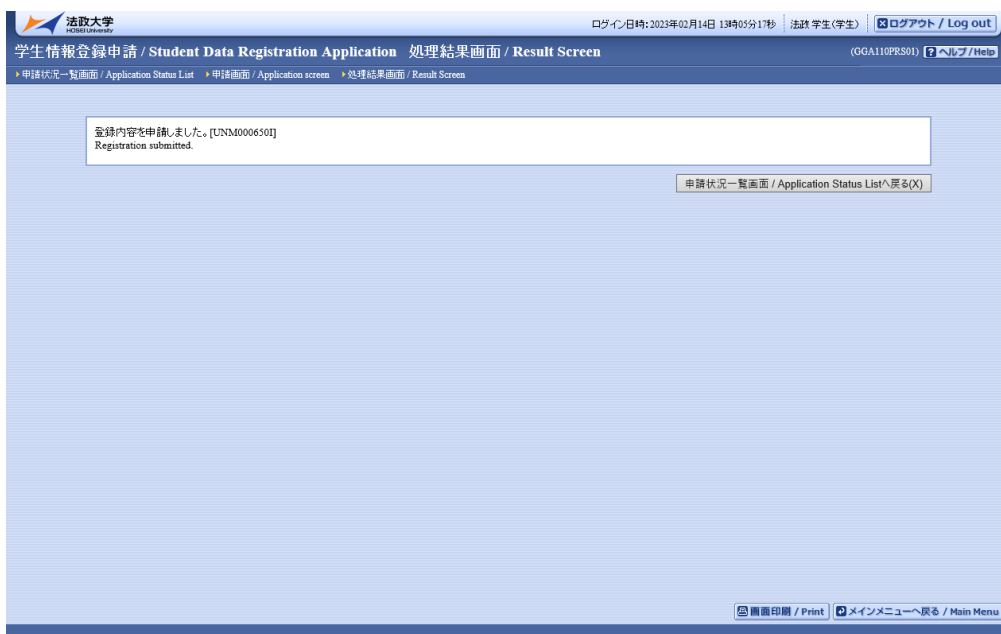 法政大学
HOSEI University
ログイン日時:2023年02月14日 13時05分17秒 法政 学生(学生) ログアウト / Log out
学生情報登録申請 / Student Data Registration Application 処理結果画面 / Result Screen (GGA110PRS01) ヘルプ/Help
申請状況一覧画面 / Application Status List 申請画面 / Application screen 処理結果画面 / Result Screen
登録内容を申請しました。[UNM000650I]
Registration submitted.
申請状況一覧画面 / Application Status Listへ戻る(X)
画面印刷 / Print メインメニューへ戻る / Main Menu